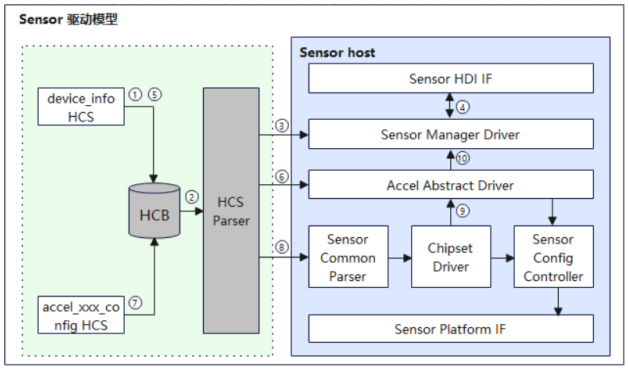 Sensor 驱动模型
Sensor host
device_info
HCS
① ⑤
HCB
②
accel_xxx_co
nfig HCS
⑦
HCS
Parser
③
⑥
⑧
Sensor HDI IF
④
Sensor Manager Driver
⑩
Accel Abstract Driver
⑨
Sensor
Common
Parser
Chipset
Driver
Sensor
Config
Controller
Sensor Platform IF